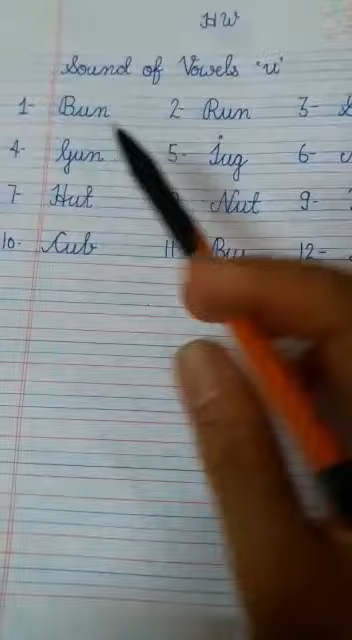 HW
Sound of Vowels 'u'
1- Bun 2- Run 3-
4- Gun 5- Jug 6-
7- Hut Nut 9-
10- 11 12-